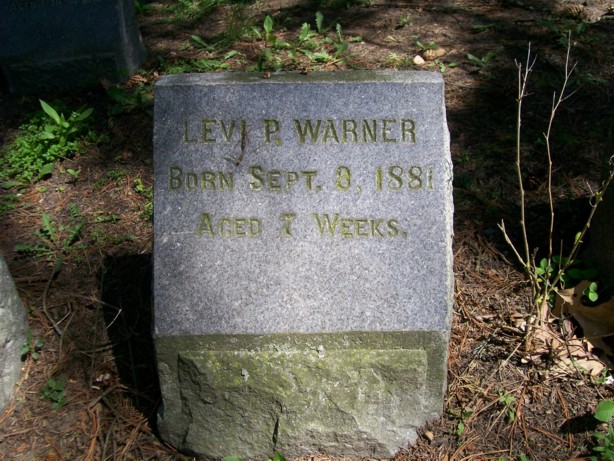 LEVI P. WARNER
BORN SEPT. 8, 1881
AGED 7 WEEKS.